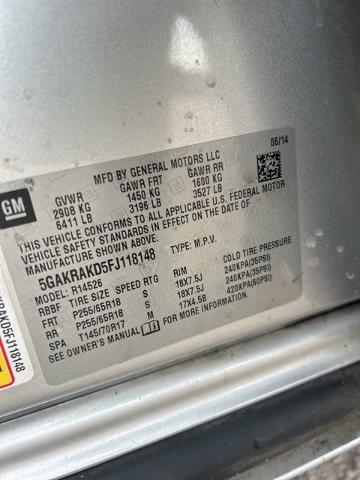 GM
MFD BY GENERAL MOTORS LLC
06/14
GVWR GAWR FRT GAWR RR
2908 KG 1450 KG 1600 KG
6411 LB 3196 LB 3527 LB
THIS VEHICLE CONFORMS TO ALL APPLICABLE U.S. FEDERAL MOTOR
VEHICLE SAFETY STANDARDS IN EFFECT ON THE DATE OF
MANUFACTURE SHOWN ABOVE.
5GAKRAKD5FJ118148 TYPE: M.P.V.
MODEL: R14526
RBBF TIRE SIZE SPEED RTG RIM COLD TIRE PRESSURE
FRT P255/65R18 S 18X7.5J 240KPA(35PSI)
RR P255/65R18 S 18X7.5J 240KPA(35PSI)
SPA T145/70R17 M 17X4.5B 420KPA(60PSI)
SEE OWNER'S MANUAL
KRAKD5FJ118148